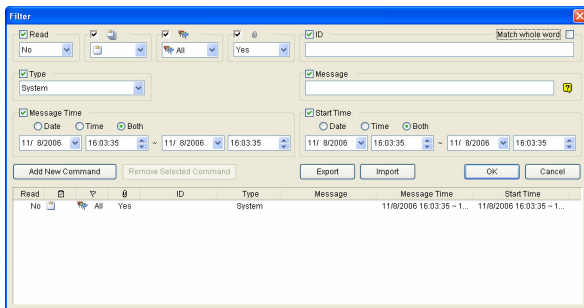 Filter
Read
No
All
Yes
ID
Match whole word
Type
System
Message
Message Time
Date Time Both
11/ 8/2006 16:03:35 ~ 11/ 8/2006 16:03:35
Start Time
Date Time Both
11/ 8/2006 16:03:35 ~ 11/ 8/2006 16:03:35
Add New Command Remove Selected Command Export Import OK Cancel
Read ID Type Message Message Time Start Time
No All Yes System 11/8/2006 16:03:35 ~ 1... 11/8/2006 16:03:35 ~ 1...